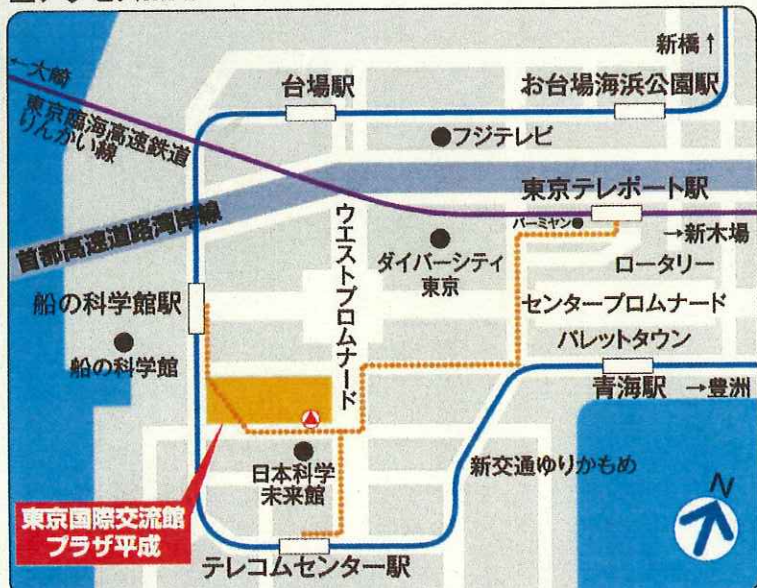 新橋↑
←大崎
台場駅
お台場海浜公園駅
東京臨海高速鉄道
りんかい線
フジテレビ
東京テレポート駅
バーミヤン
→新木場
首都高速道路湾岸線
ウエストプロムナード
ダイバーシティ
東京
ロータリー
船の科学館駅
センタープロムナード
船の科学館
パレットタウン
青海駅
→豊洲
日本科学
未来館
新交通ゆりかもめ
N
東京国際交流館
プラザ平成
テレコムセンター駅